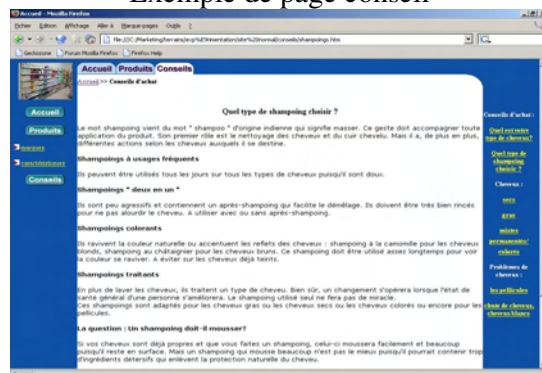 Exemple de page conseil
Accueil - Mozilla Firefox
Fichier Edition Affichage Aller à Marque-pages Outils ?
Gecko zone Forum Mozilla Firefox Firefox Help
Accueil Produits Conseils
Accueil >> Conseils d'achat
Accueil
Produits
marques
caractéristiques
Conseils
Quel type de shampoing choisir ?
Le mot shampoing vient du mot " shampoo " d'origine indienne qui signifie masser. Ce geste doit accompagner toute
application du produit. Son premier rôle est le nettoyage des cheveux et du cuir chevelu. Mais il a, de plus en plus,
différentes actions selon les cheveux auxquels il se destine.
Shampoings à usages fréquents
Ils peuvent être utilisés tous les jours sur tous les types de cheveux puisqu'il sont doux.
Shampoings " deux en un "
Ils sont peu agressifs et contiennent un après-shampoing qui facilite le démêlage. Ils doivent être très bien rincés
pour ne pas alourdir le cheveu. A utiliser avec ou sans après-shampoing.
Shampoings colorants
Ils ravivent la couleur naturelle ou accentuent les reflets des cheveux : shampoing à la camomille pour les cheveux
blonds, shampoing au châtaignier pour les cheveux bruns. Ce shampoing doit être utilisé assez longtemps pour voir
la couleur se raviver. A éviter sur les cheveux déjà teints.
Shampoings traitants
En plus de laver les cheveux, ils traitent un type de cheveu. Bien sûr, un changement s'opérera lorsque l'état de
santé général d'une personne s'améliorera. Le shampoing utilisé seul ne fera pas de miracle.
Ces shampoings sont adaptés pour les cheveux gras ou les cheveux secs ou les cheveux colorés ou encore pour les
pellicules.
La question : Un shampoing doit-il mousser?
Si vos cheveux sont déjà propres et que vous faites un shampoing, celui-ci moussera facilement et beaucoup
puisqu'il reste en surface. Mais un shampoing qui mousse beaucoup n'est pas le mieux puisqu'il pourrait contenir trop
d'ingrédients détersifs qui enlèvent la protection naturelle du cheveu.
Conseils d'achat :
Quel est votre
type de cheveux?
Quel type de
shampoing
choisir ?
Cheveux :
secs
gras
mixtes
permanentés/
colorés
Problèmes de
cheveux :
les pellicules
chute de cheveux,
cheveux blancs